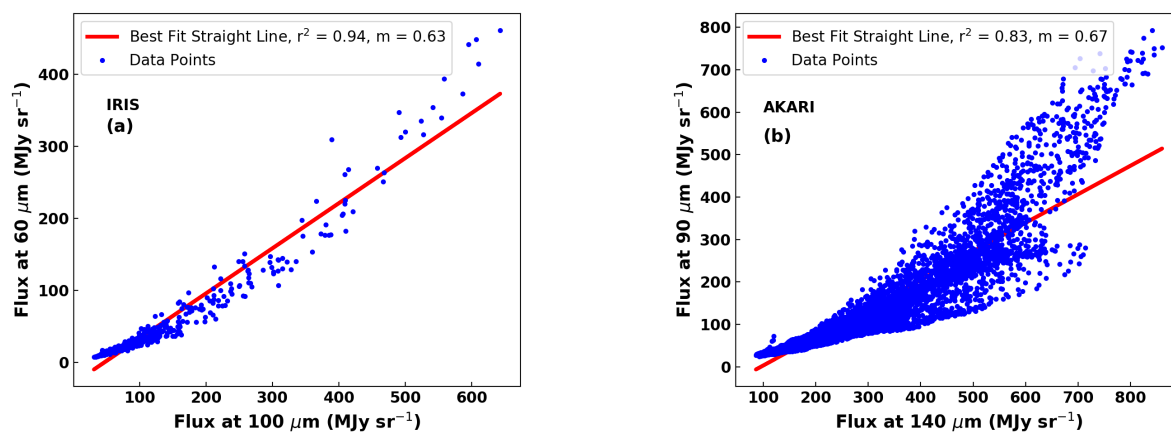 Best Fit Straight Line, r² = 0.94, m = 0.63
Data Points
IRIS
(a)
400
300
200
100
0
Flux at 60 μm (MJy sr⁻¹)
100 200 300 400 500 600
Flux at 100 μm (MJy sr⁻¹)
Best Fit Straight Line, r² = 0.83, m = 0.67
Data Points
AKARI
(b)
800
700
600
500
400
300
200
100
0
Flux at 90 μm (MJy sr⁻¹)
100 200 300 400 500 600 700 800
Flux at 140 μm (MJy sr⁻¹)